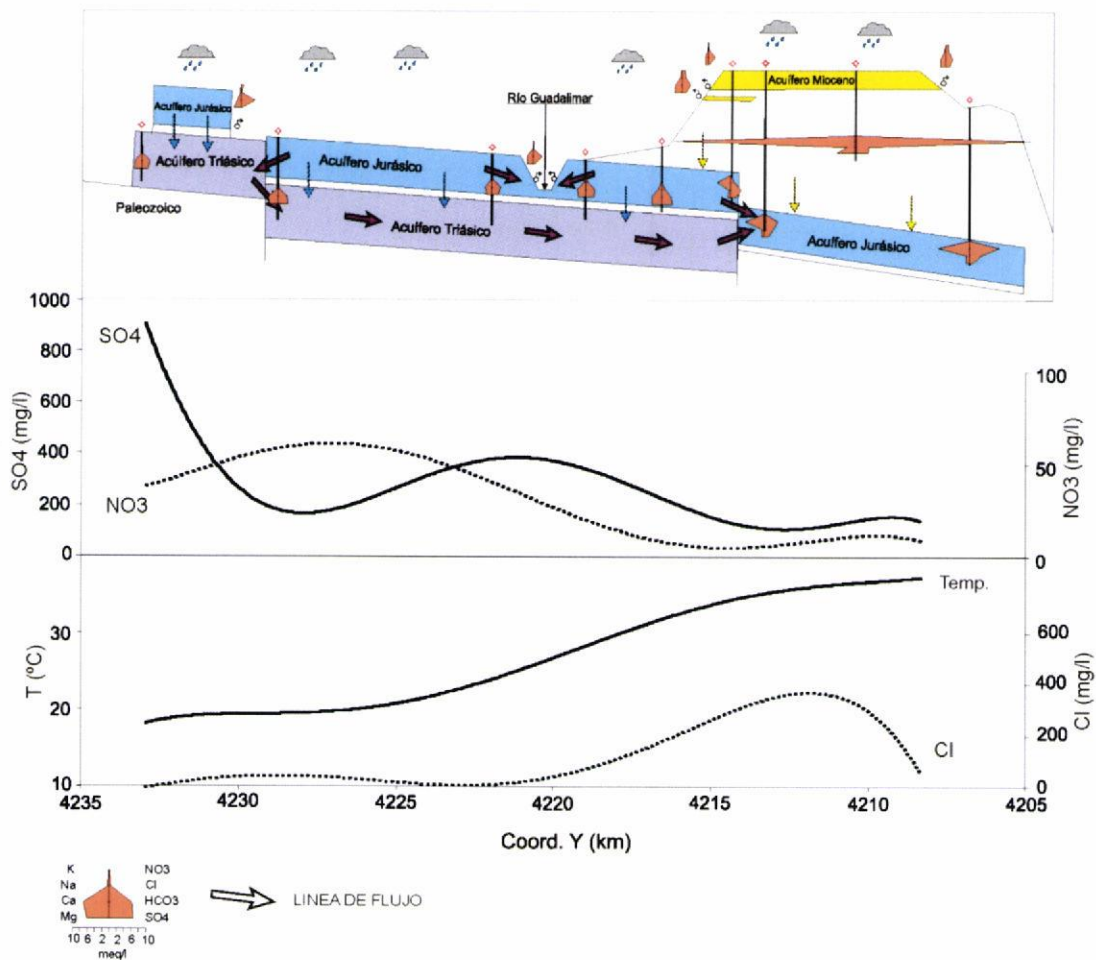 Acuífero Mioceno
Río Guadalimar
Acuífero Jurásico
Acuífero Triásico
Acuífero Jurásico
Acuífero Jurásico
Paleozoico
Acuífero Triásico
Acuífero Jurásico
1000
800
600
400
200
0
SO4 (mg/l)
SO4
NO3
100
50
0
NO3 (mg/l)
30
20
10
T (ºC)
Temp.
Cl
600
400
200
0
Cl (mg/l)
4235
4230
4225
4220
4215
4210
4205
Coord. Y (km)
K NO3
Na Cl
Ca HCO3
Mg SO4
10 6 2 2 6 10
meq/l
LINEA DE FLUJO